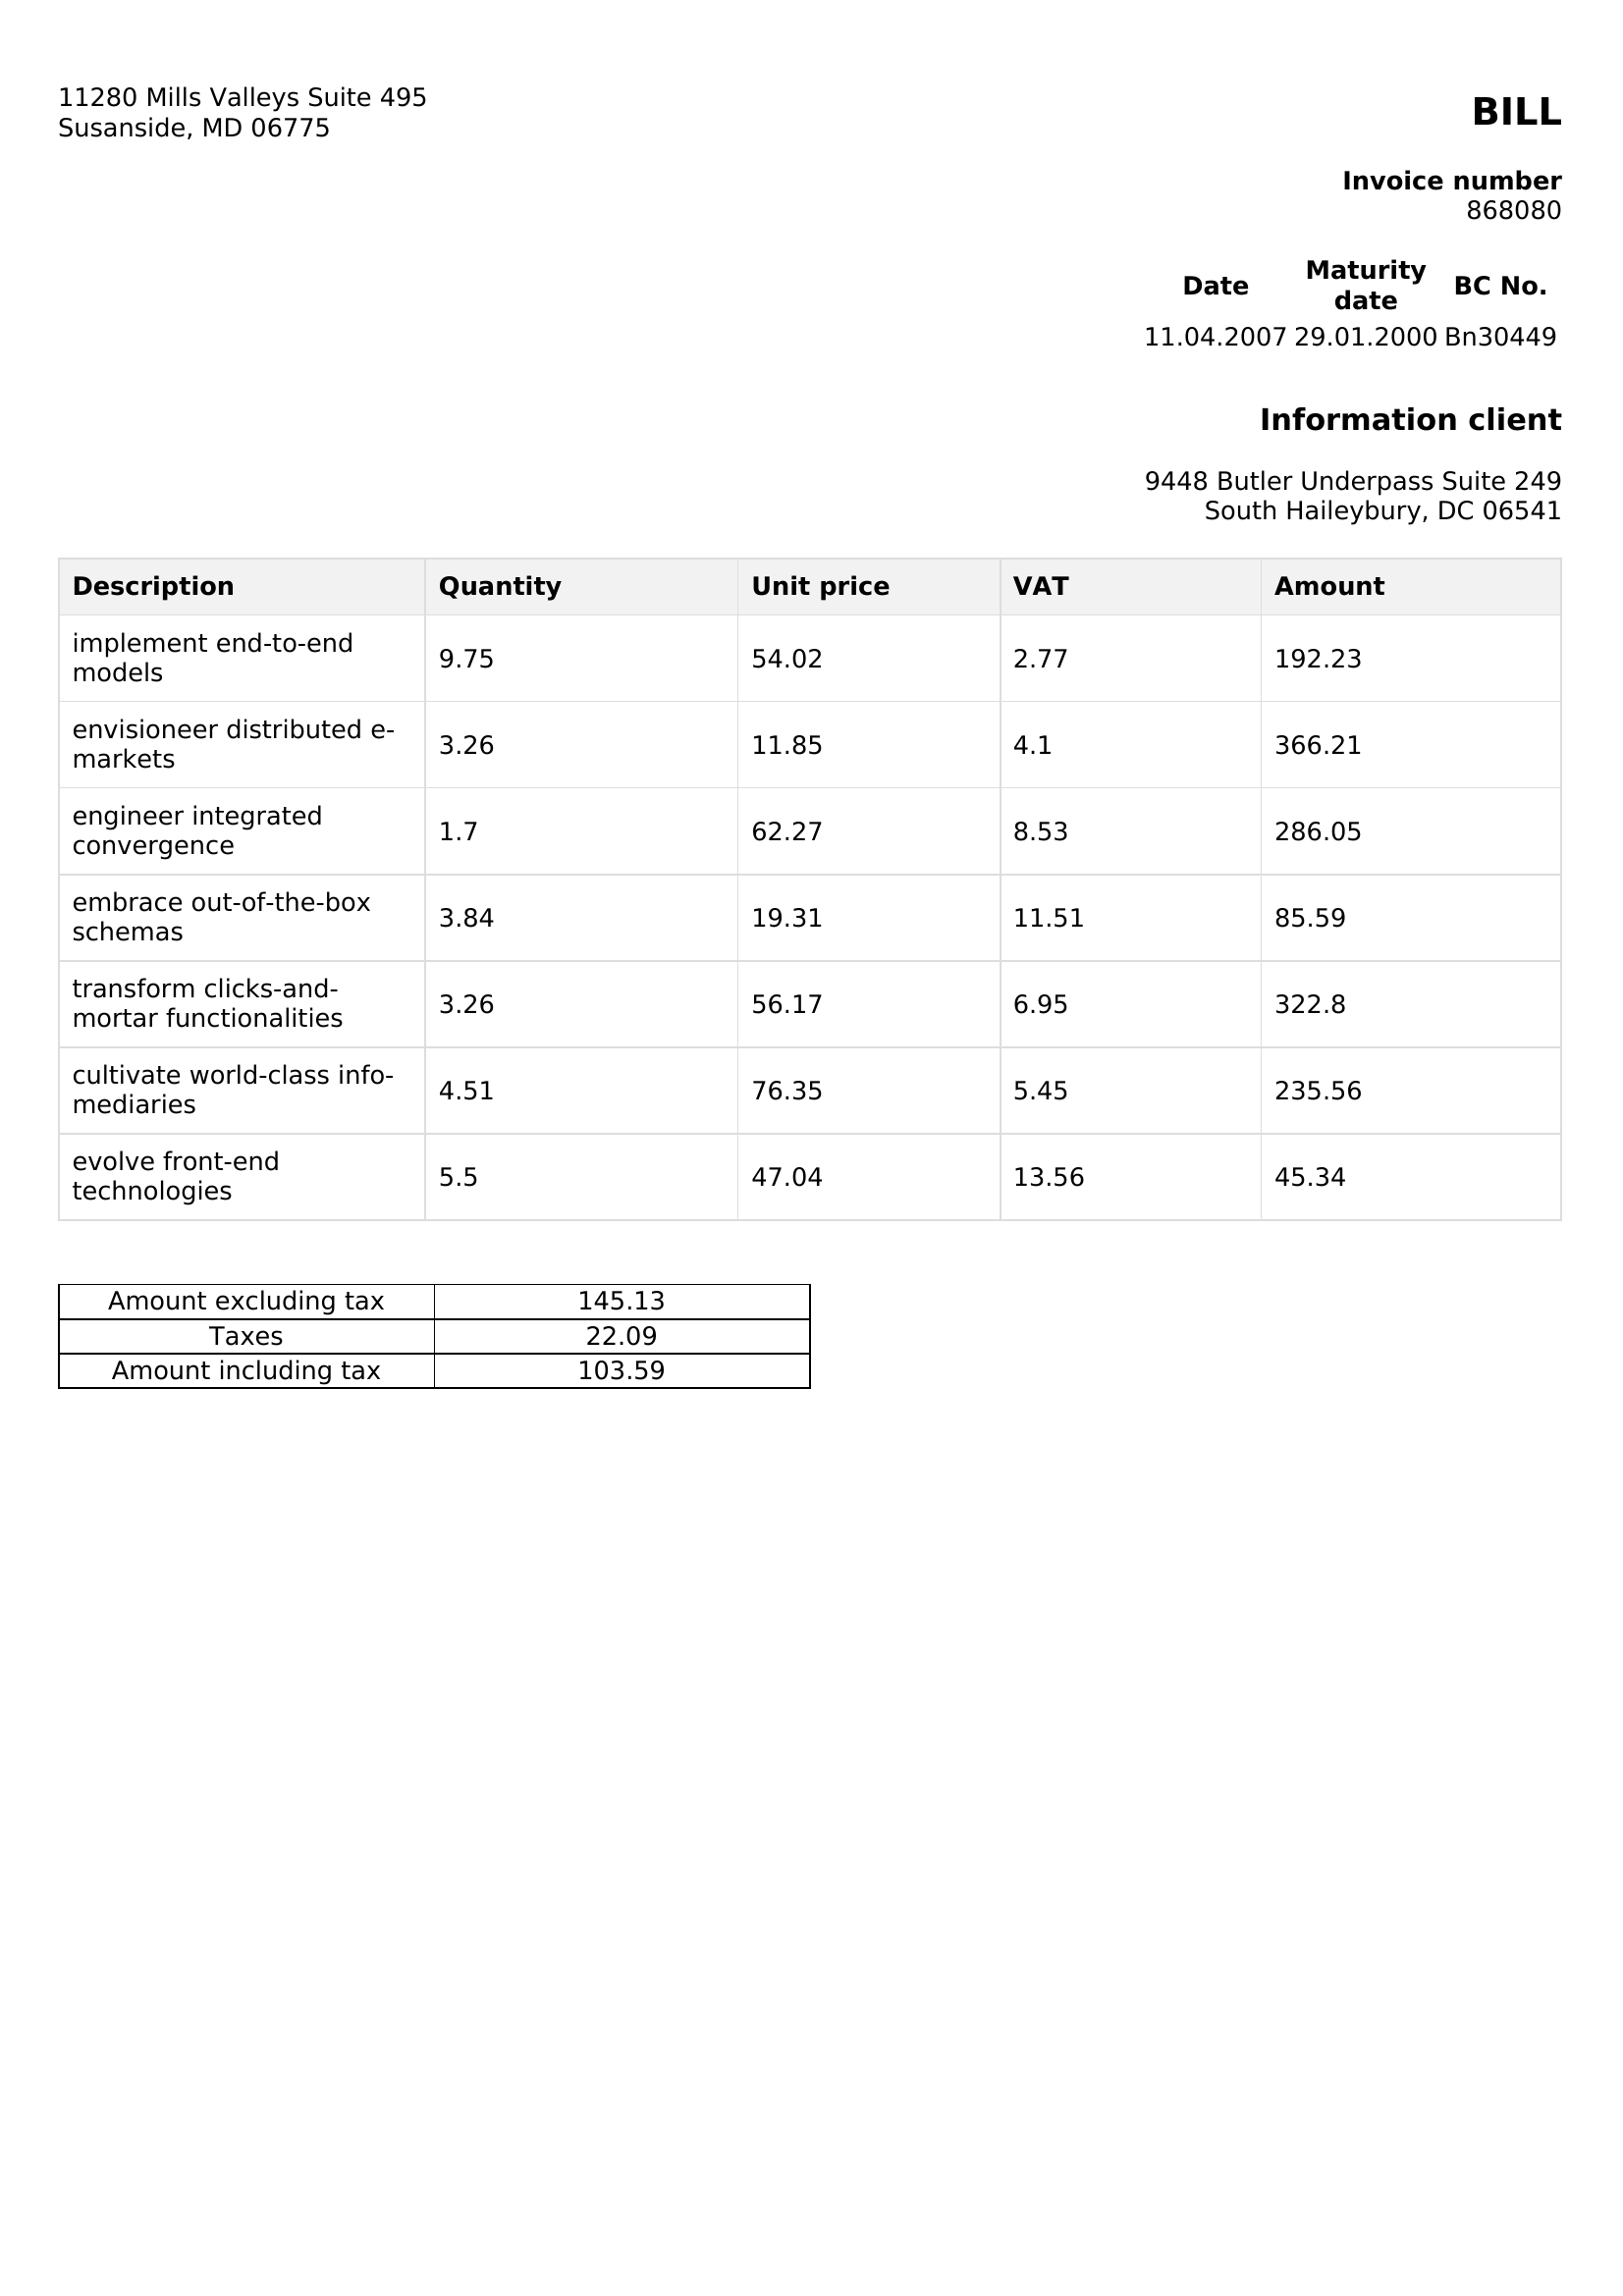 11280 Mills Valleys Suite 495
Susanside, MD 06775
BILL
Invoice number
868080
Date Maturity date BC No.
11.04.2007 29.01.2000 Bn30449
Information client
9448 Butler Underpass Suite 249
South Haileybury, DC 06541
Description Quantity Unit price VAT Amount
implement end-to-end
models 9.75 54.02 2.77 192.23
envisioneer distributed e-
markets 3.26 11.85 4.1 366.21
engineer integrated
convergence 1.7 62.27 8.53 286.05
embrace out-of-the-box
schemas 3.84 19.31 11.51 85.59
transform clicks-and-
mortar functionalities 3.26 56.17 6.95 322.8
cultivate world-class info-
mediaries 4.51 76.35 5.45 235.56
evolve front-end
technologies 5.5 47.04 13.56 45.34
Amount excluding tax 145.13
Taxes 22.09
Amount including tax 103.59